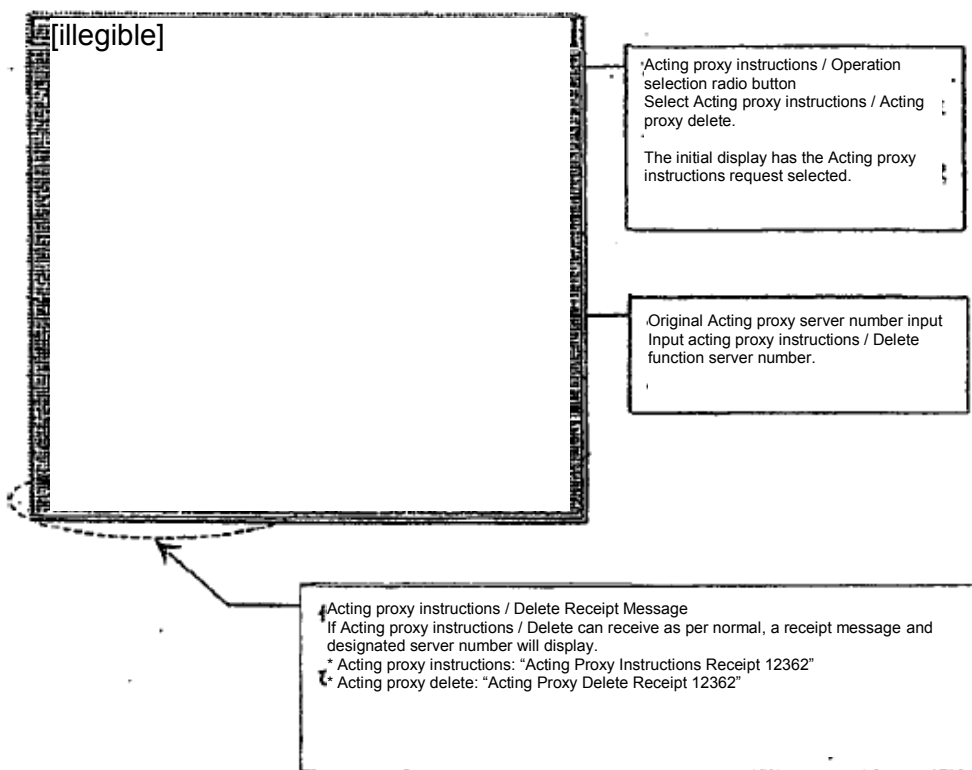 [illegible]
Acting proxy instructions / Operation
selection radio button
Select Acting proxy instructions / Acting
proxy delete.
The initial display has the Acting proxy
instructions request selected.
Original Acting proxy server number input
Input acting proxy instructions / Delete
function server number.
Acting proxy instructions / Delete Receipt Message
If Acting proxy instructions / Delete can receive as per normal, a receipt message and
designated server number will display.
* Acting proxy instructions: “Acting Proxy Instructions Receipt 12362”
* Acting proxy delete: “Acting Proxy Delete Receipt 12362”